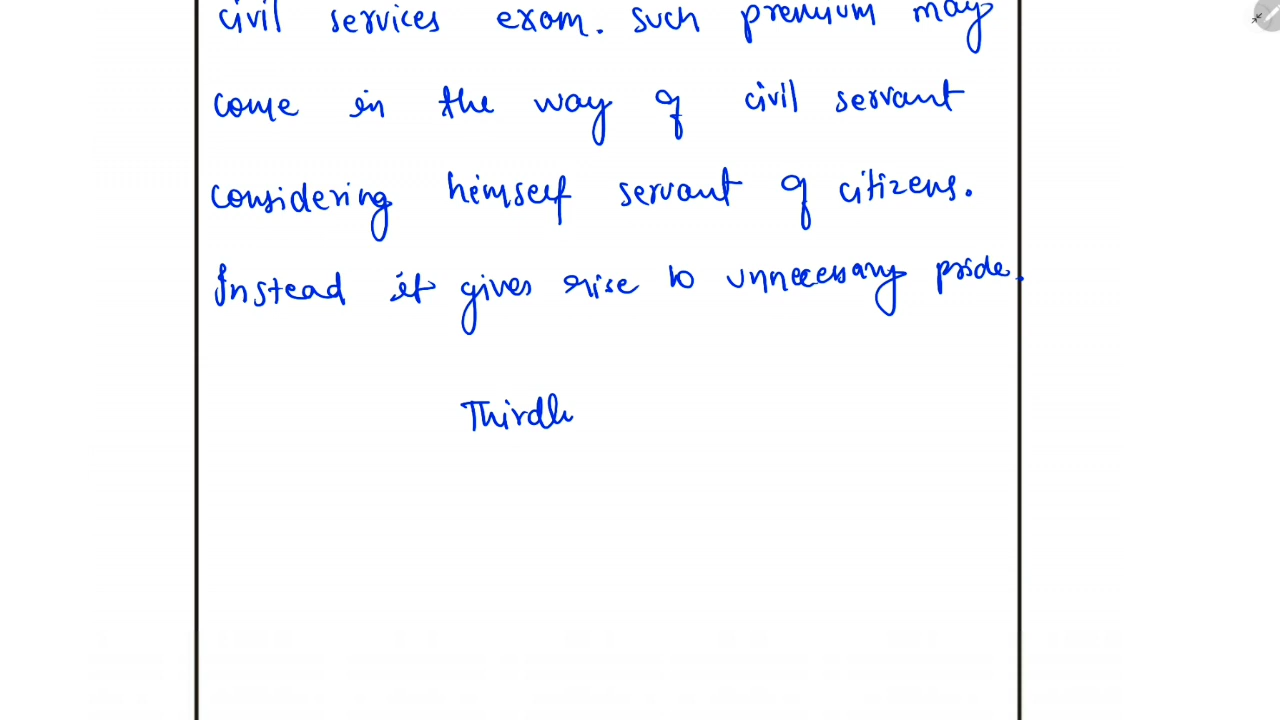 civil services exam. such premium may
come in the way of civil servant
considering himself servant of citizens.
Instead it gives rise to unnecessary pride.
Thirdl